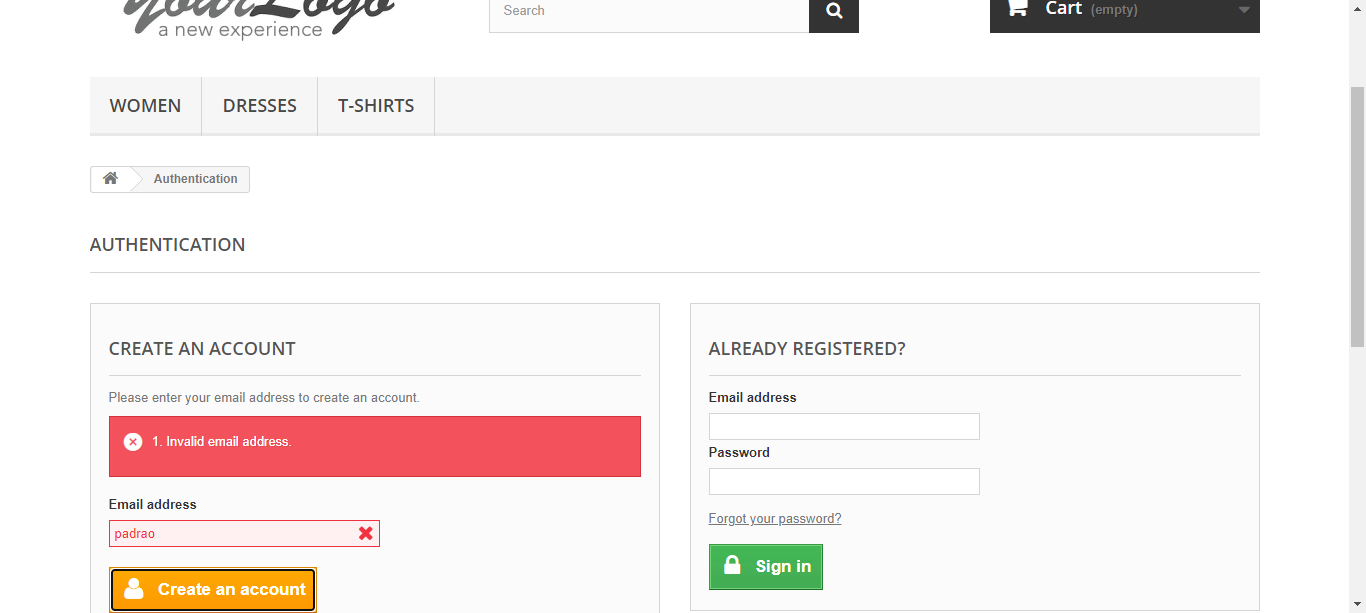 yourLogo
a new experience
Search
Cart (empty)
WOMEN
DRESSES
T-SHIRTS
Authentication
AUTHENTICATION
CREATE AN ACCOUNT
Please enter your email address to create an account.
1. Invalid email address.
Email address
padrao
Create an account
ALREADY REGISTERED?
Email address
Password
Forgot your password?
Sign in